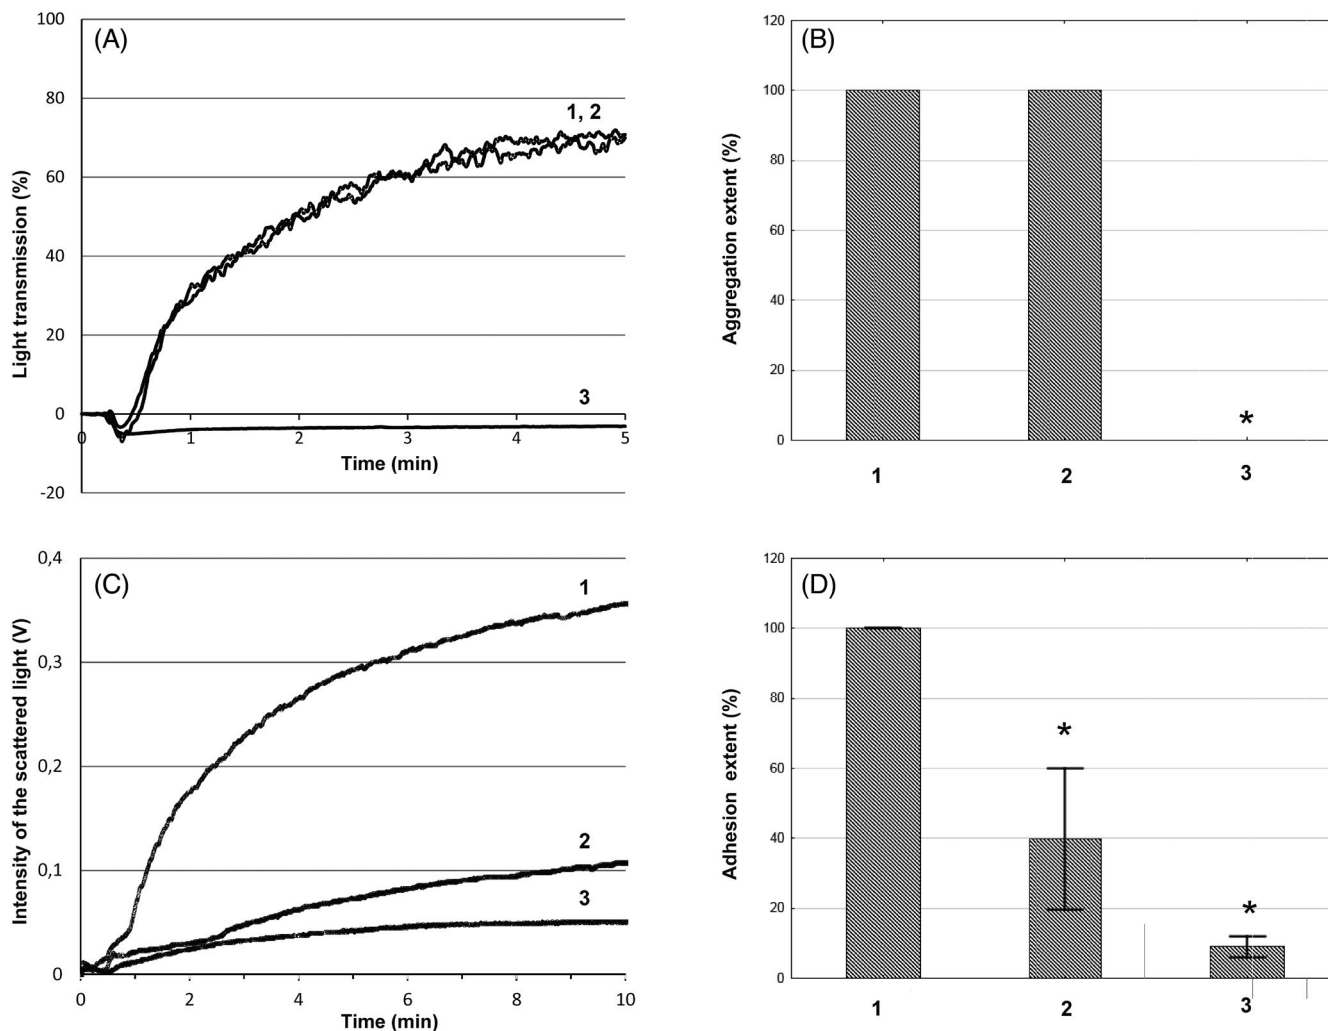 (A)
Light transmission (%)
100
80
60
40
20
0
-20
1, 2
3
0 1 2 3 4 5
Time (min)
(B)
Aggregation extent (%)
120
100
80
60
40
20
0
*
1 2 3
(C)
Intensity of the scattered light (V)
0,4
0,3
0,2
0,1
0
1
2
3
0 2 4 6 8 10
Time (min)
(D)
Adhesion extent (%)
120
100
80
60
40
20
0
*
*
1 2 3